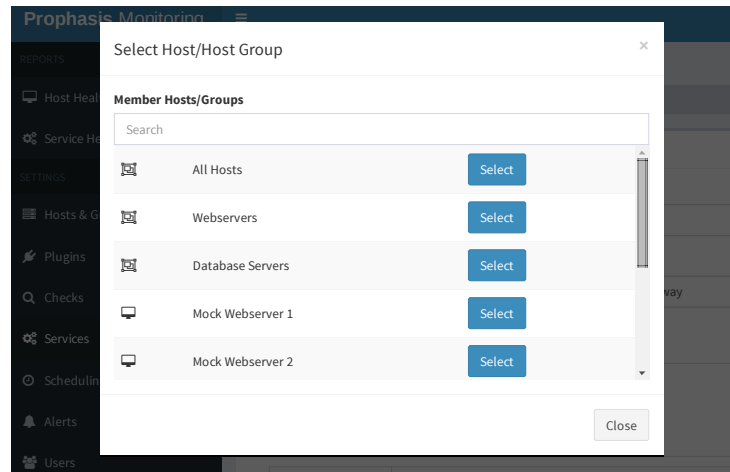 Prophasis Monitoring
REPORTS
Host Heal
Service He
SETTINGS
Hosts & G
Plugins
Checks
Services
Schedulin
Alerts
Users
Select Host/Host Group
×
Member Hosts/Groups
Search
All Hosts Select
Webservers Select
Database Servers Select
Mock Webserver 1 Select
Mock Webserver 2 Select
Close
way